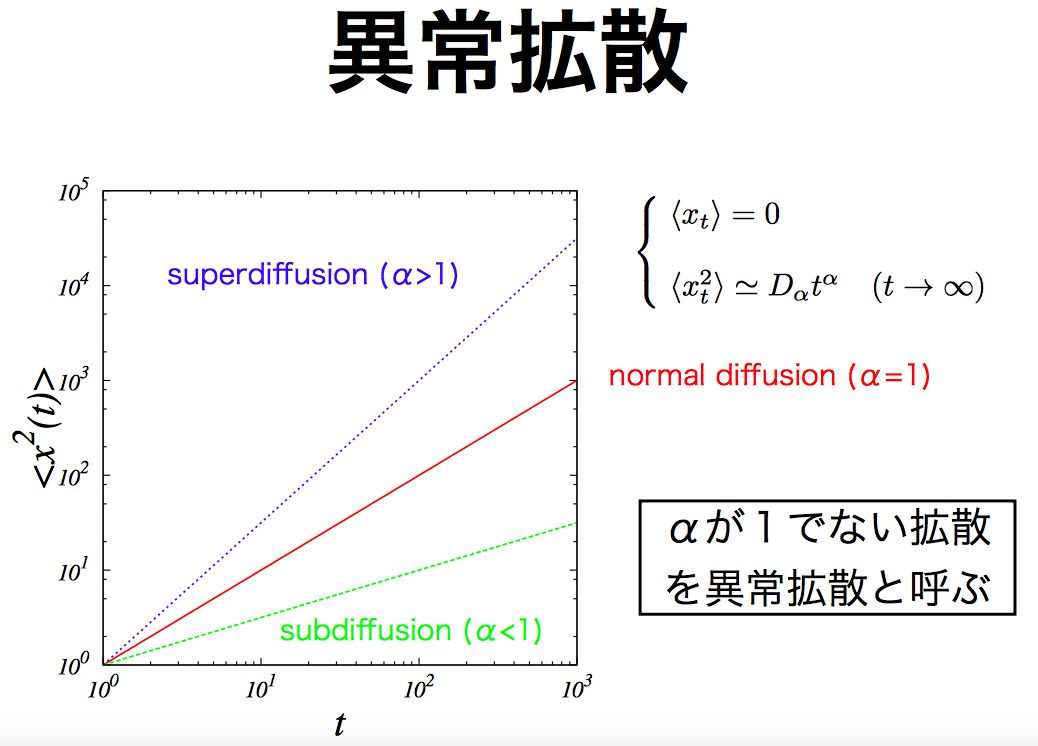 異常拡散
10^5
10^4
10^3
10^2
10^1
10^0
<x^2(t)>
superdiffusion (α>1)
subdiffusion (α<1)
10^0 10^1 10^2 10^3
t
⟨x_t⟩ = 0
⟨x_t^2⟩ ≃ D_α t^α (t → ∞)
normal diffusion (α=1)
αが１でない拡散
を異常拡散と呼ぶ